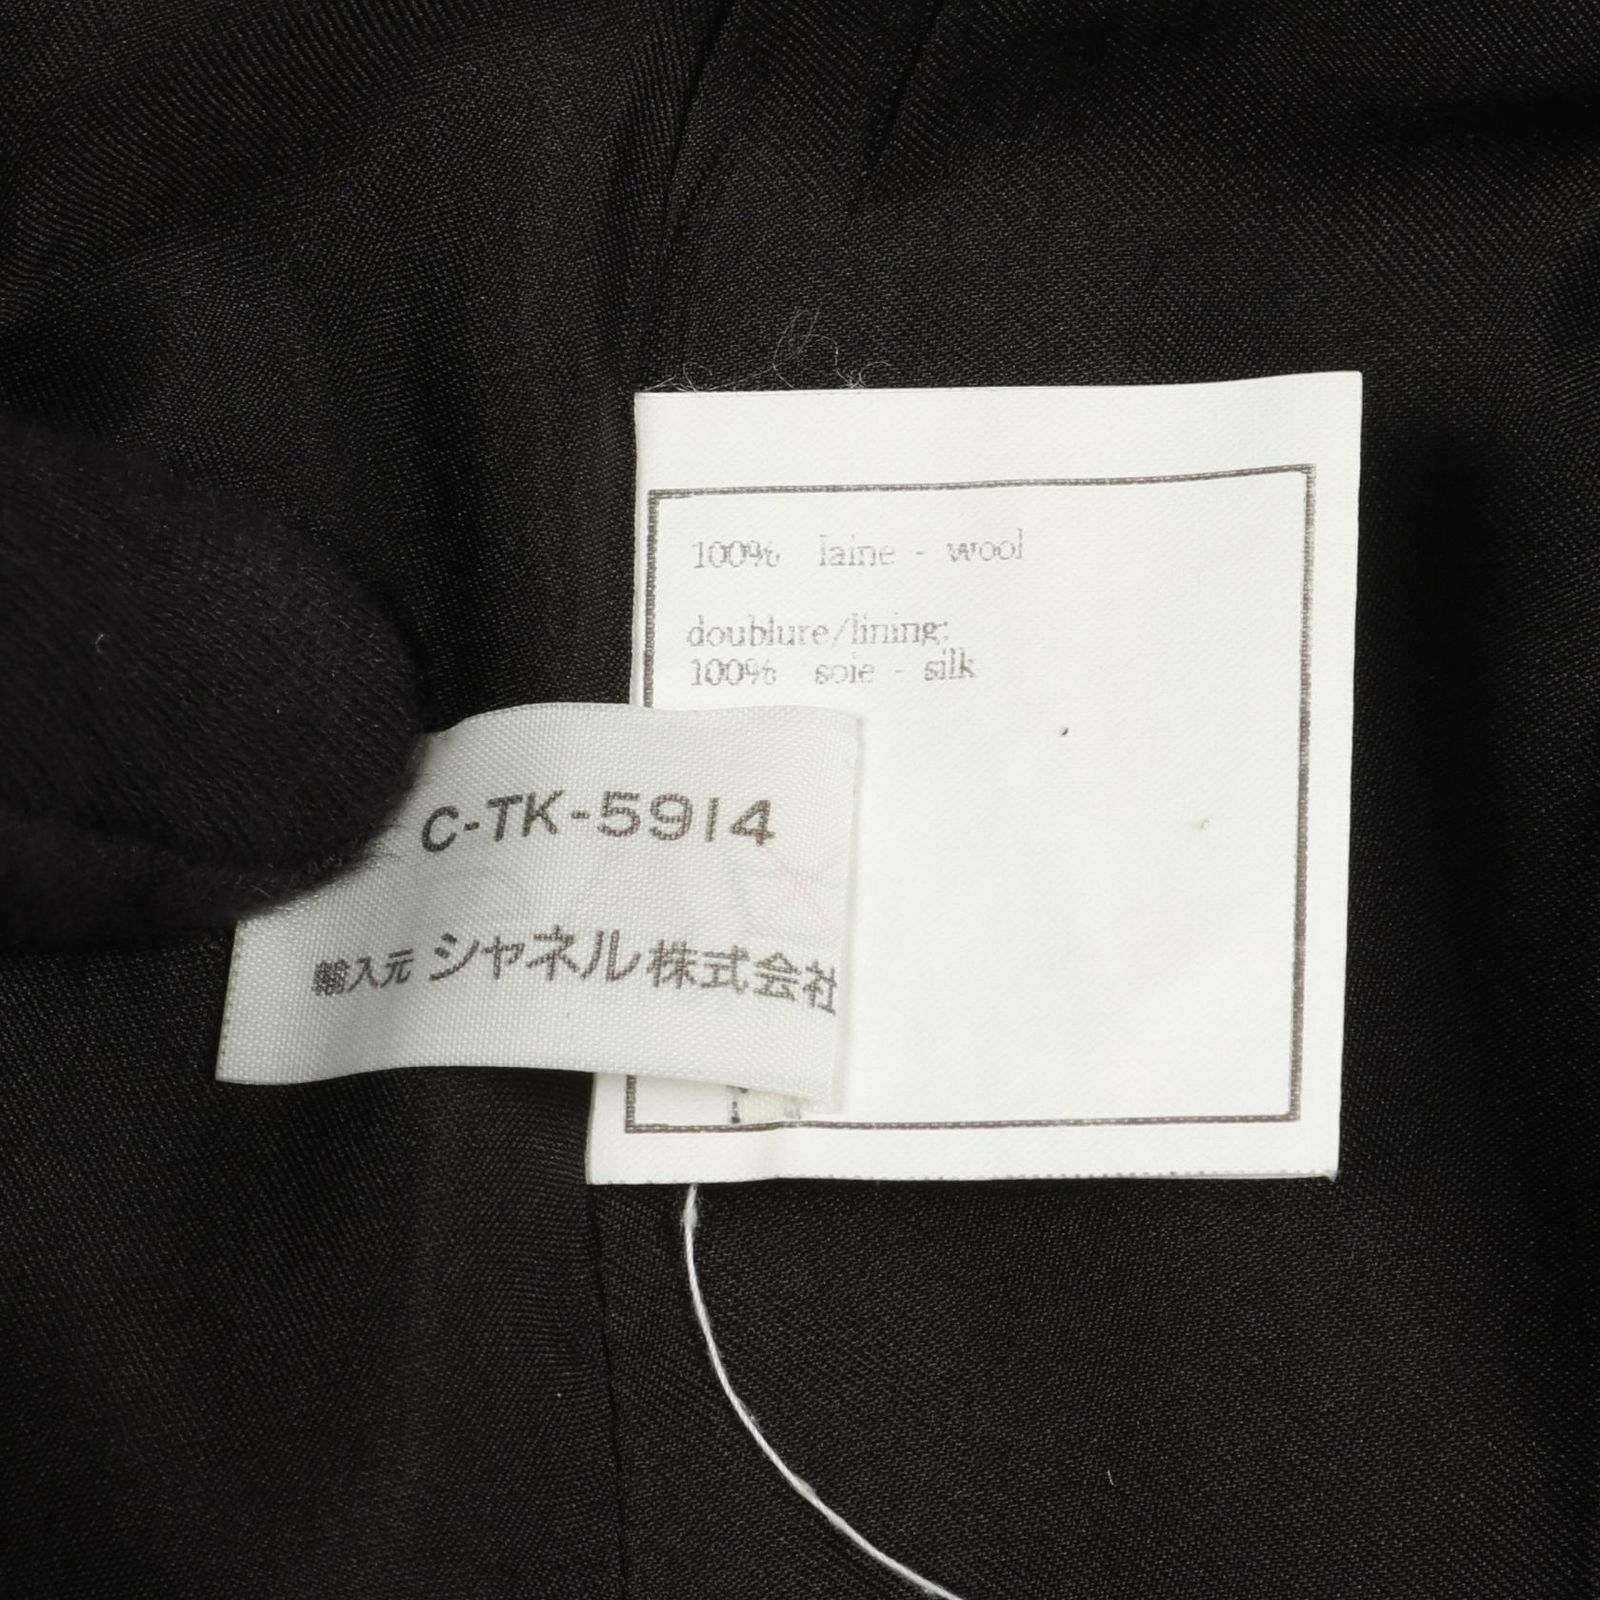 100% laine - wool
doublure/lining:
100% soie - silk
C-TK-5914
輸入元 シャネル株式会社